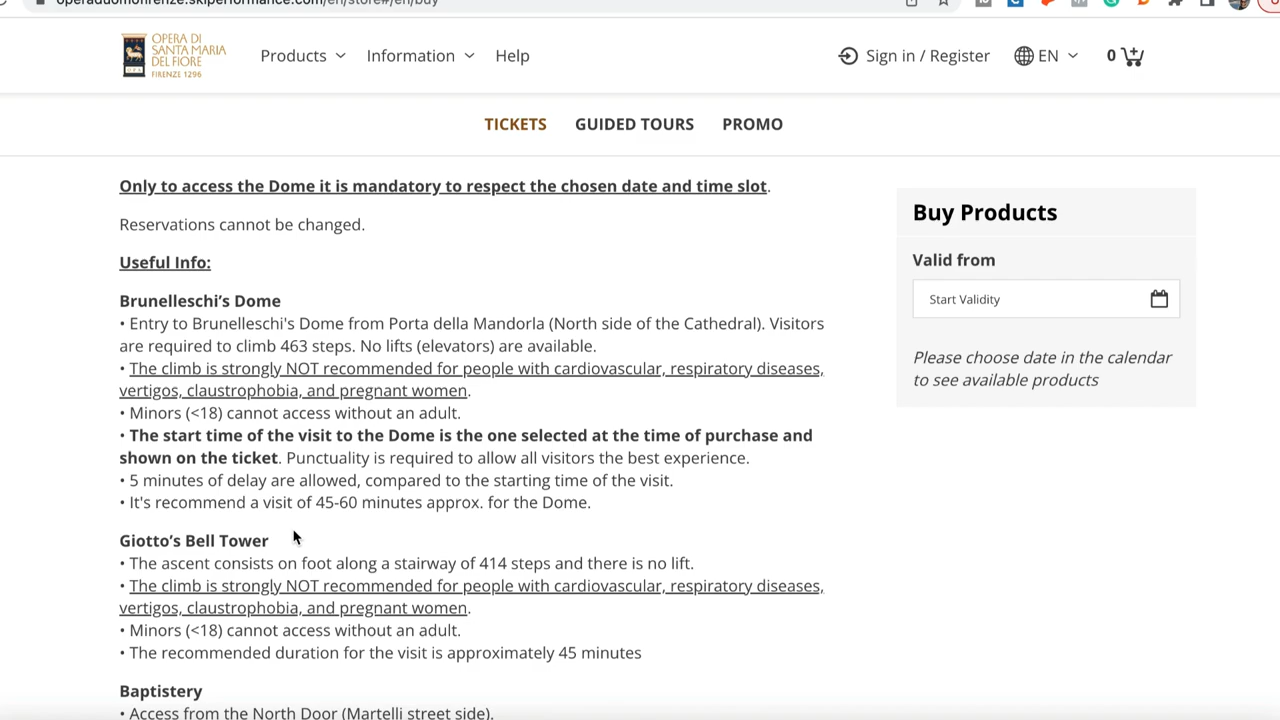 operaduomofirenze.skiperformance.com/en/store#/en/buy
OPERA DI
SANTA MARIA
DEL FIORE
FIRENZE 1296
Products
Information
Help
Sign in / Register
EN
0
TICKETS
GUIDED TOURS
PROMO
Only to access the Dome it is mandatory to respect the chosen date and time slot.
Reservations cannot be changed.
Useful Info:
Brunelleschi’s Dome
• Entry to Brunelleschi's Dome from Porta della Mandorla (North side of the Cathedral). Visitors
are required to climb 463 steps. No lifts (elevators) are available.
• The climb is strongly NOT recommended for people with cardiovascular, respiratory diseases,
vertigos, claustrophobia, and pregnant women.
• Minors (<18) cannot access without an adult.
• The start time of the visit to the Dome is the one selected at the time of purchase and
shown on the ticket. Punctuality is required to allow all visitors the best experience.
• 5 minutes of delay are allowed, compared to the starting time of the visit.
• It's recommend a visit of 45-60 minutes approx. for the Dome.
Giotto’s Bell Tower
• The ascent consists on foot along a stairway of 414 steps and there is no lift.
• The climb is strongly NOT recommended for people with cardiovascular, respiratory diseases,
vertigos, claustrophobia, and pregnant women.
• Minors (<18) cannot access without an adult.
• The recommended duration for the visit is approximately 45 minutes
Baptistery
• Access from the North Door (Martelli street side).
Buy Products
Valid from
Start Validity
Please choose date in the calendar
to see available products